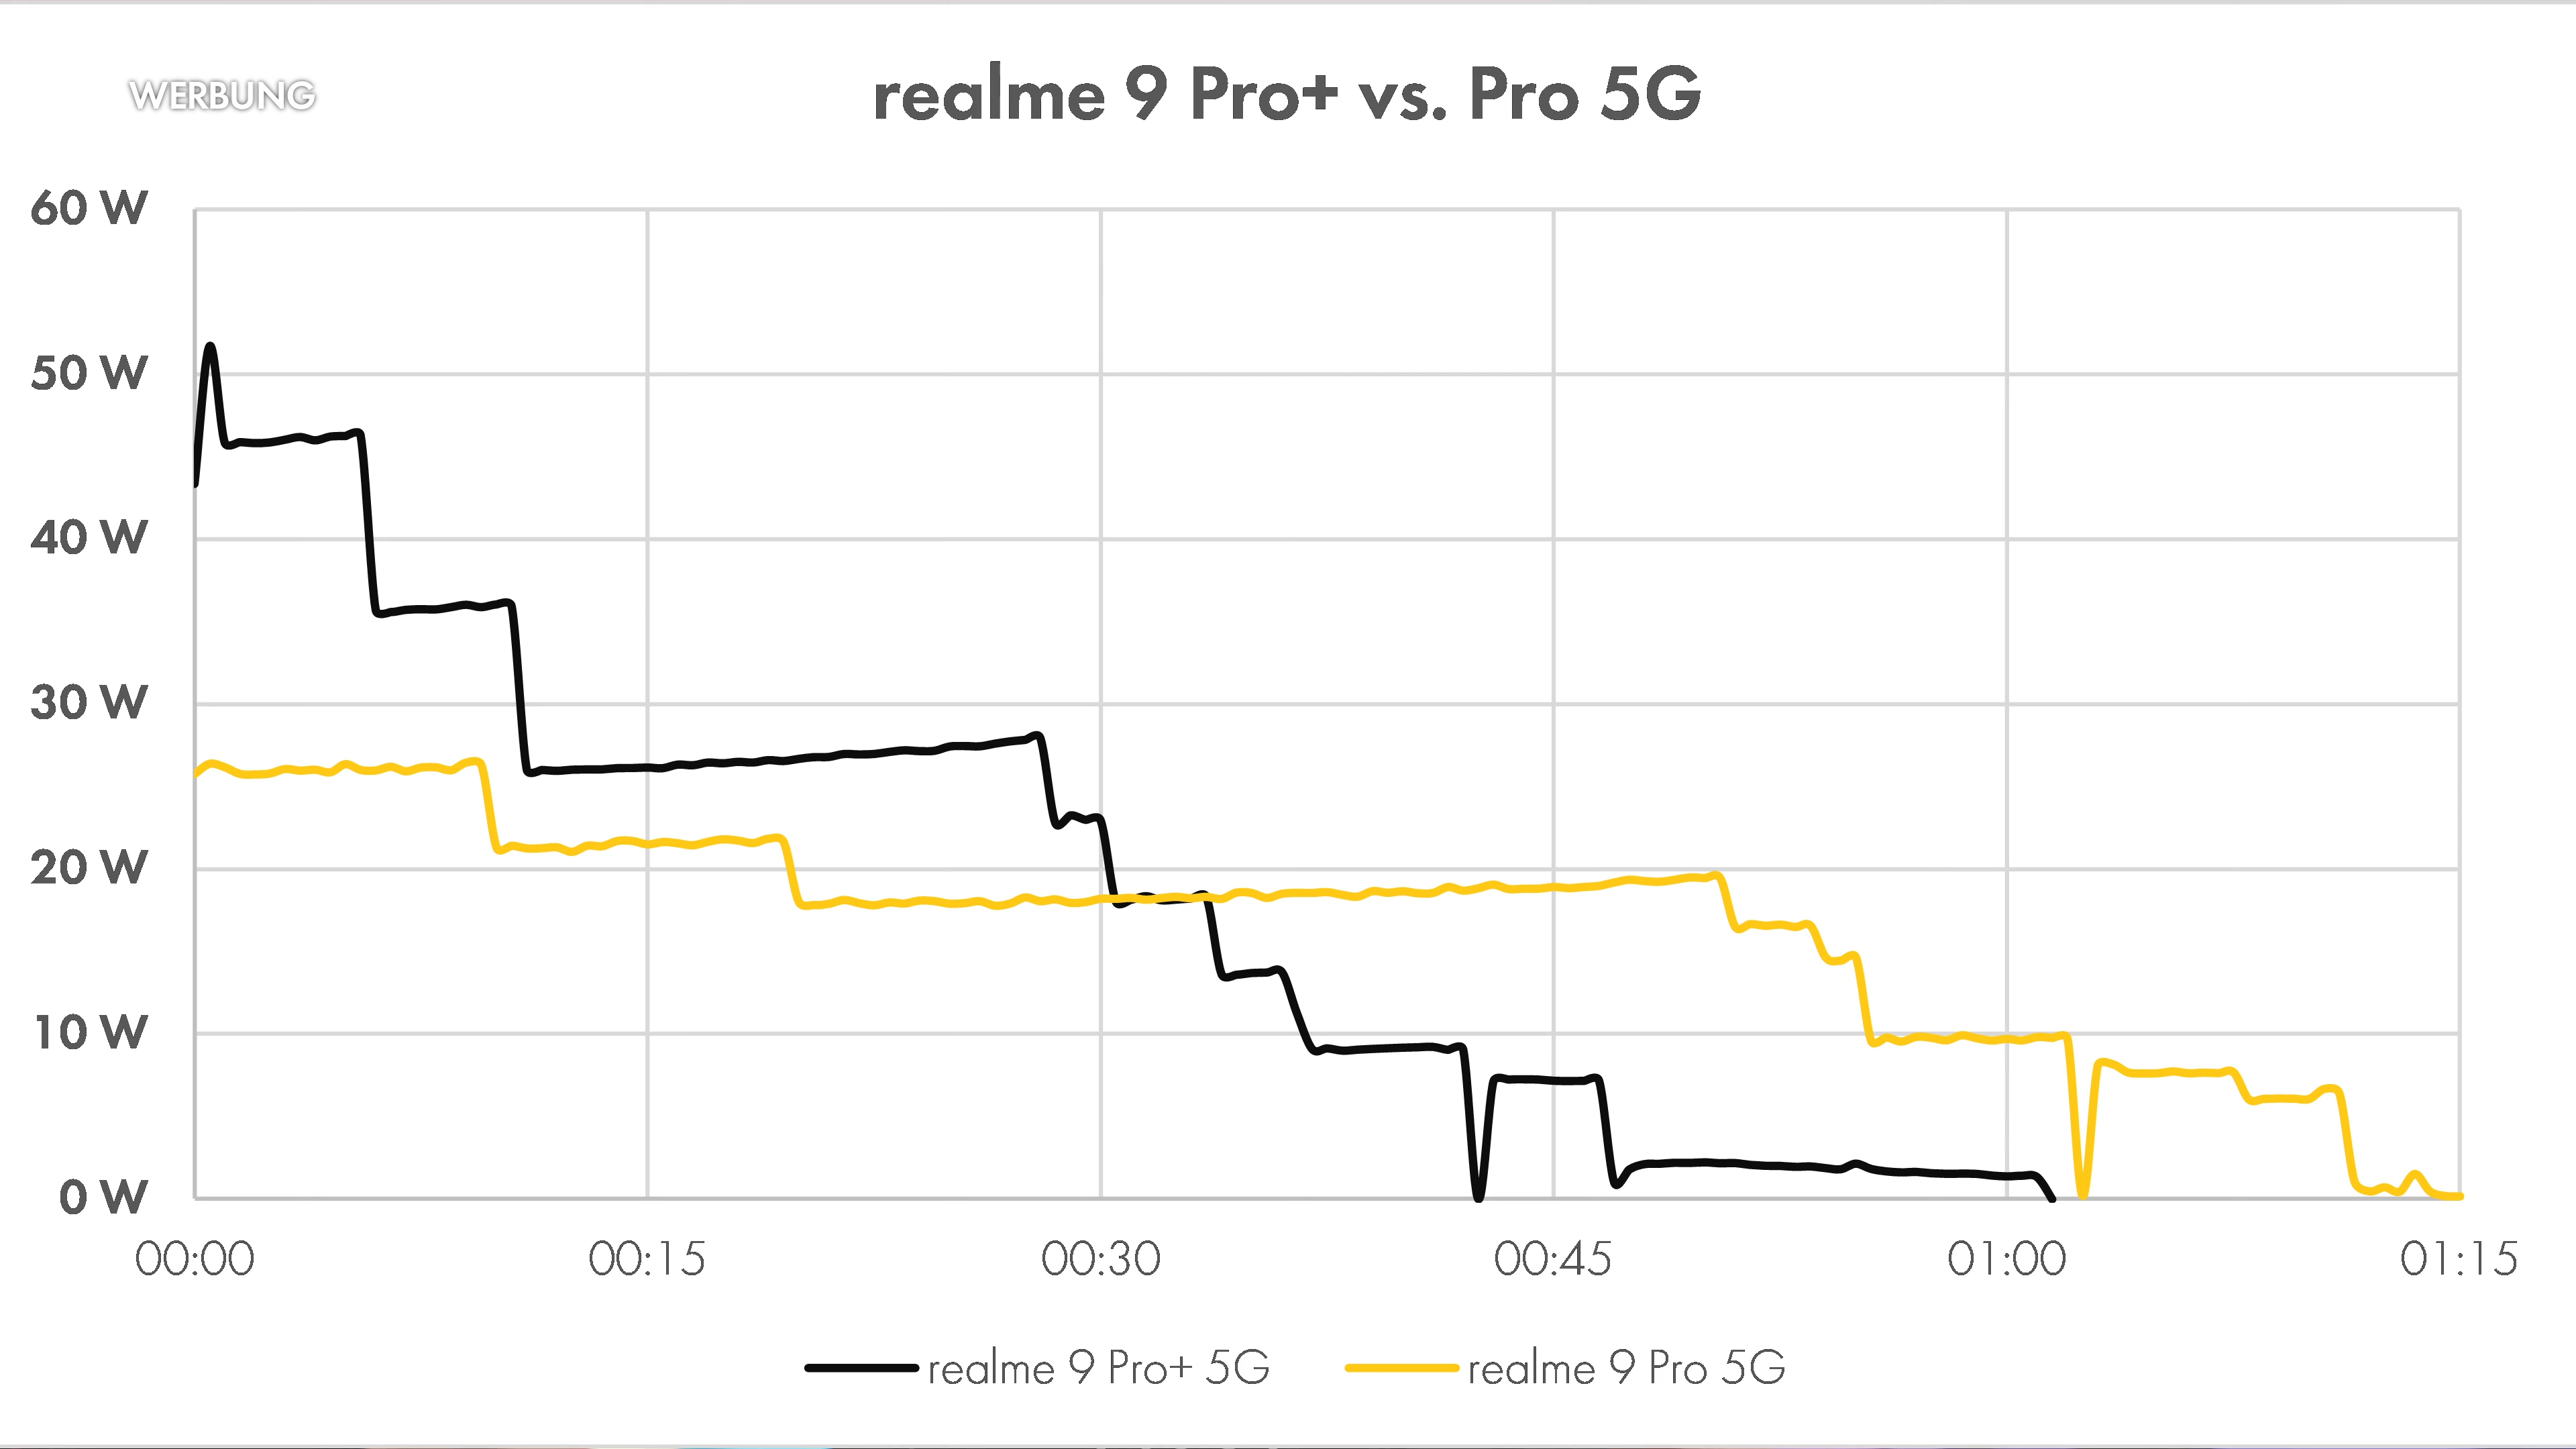 WERBUNG
realme 9 Pro+ vs. Pro 5G
60 W
50 W
40 W
30 W
20 W
10 W
0 W
00:00 00:15 00:30 00:45 01:00 01:15
realme 9 Pro+ 5G realme 9 Pro 5G